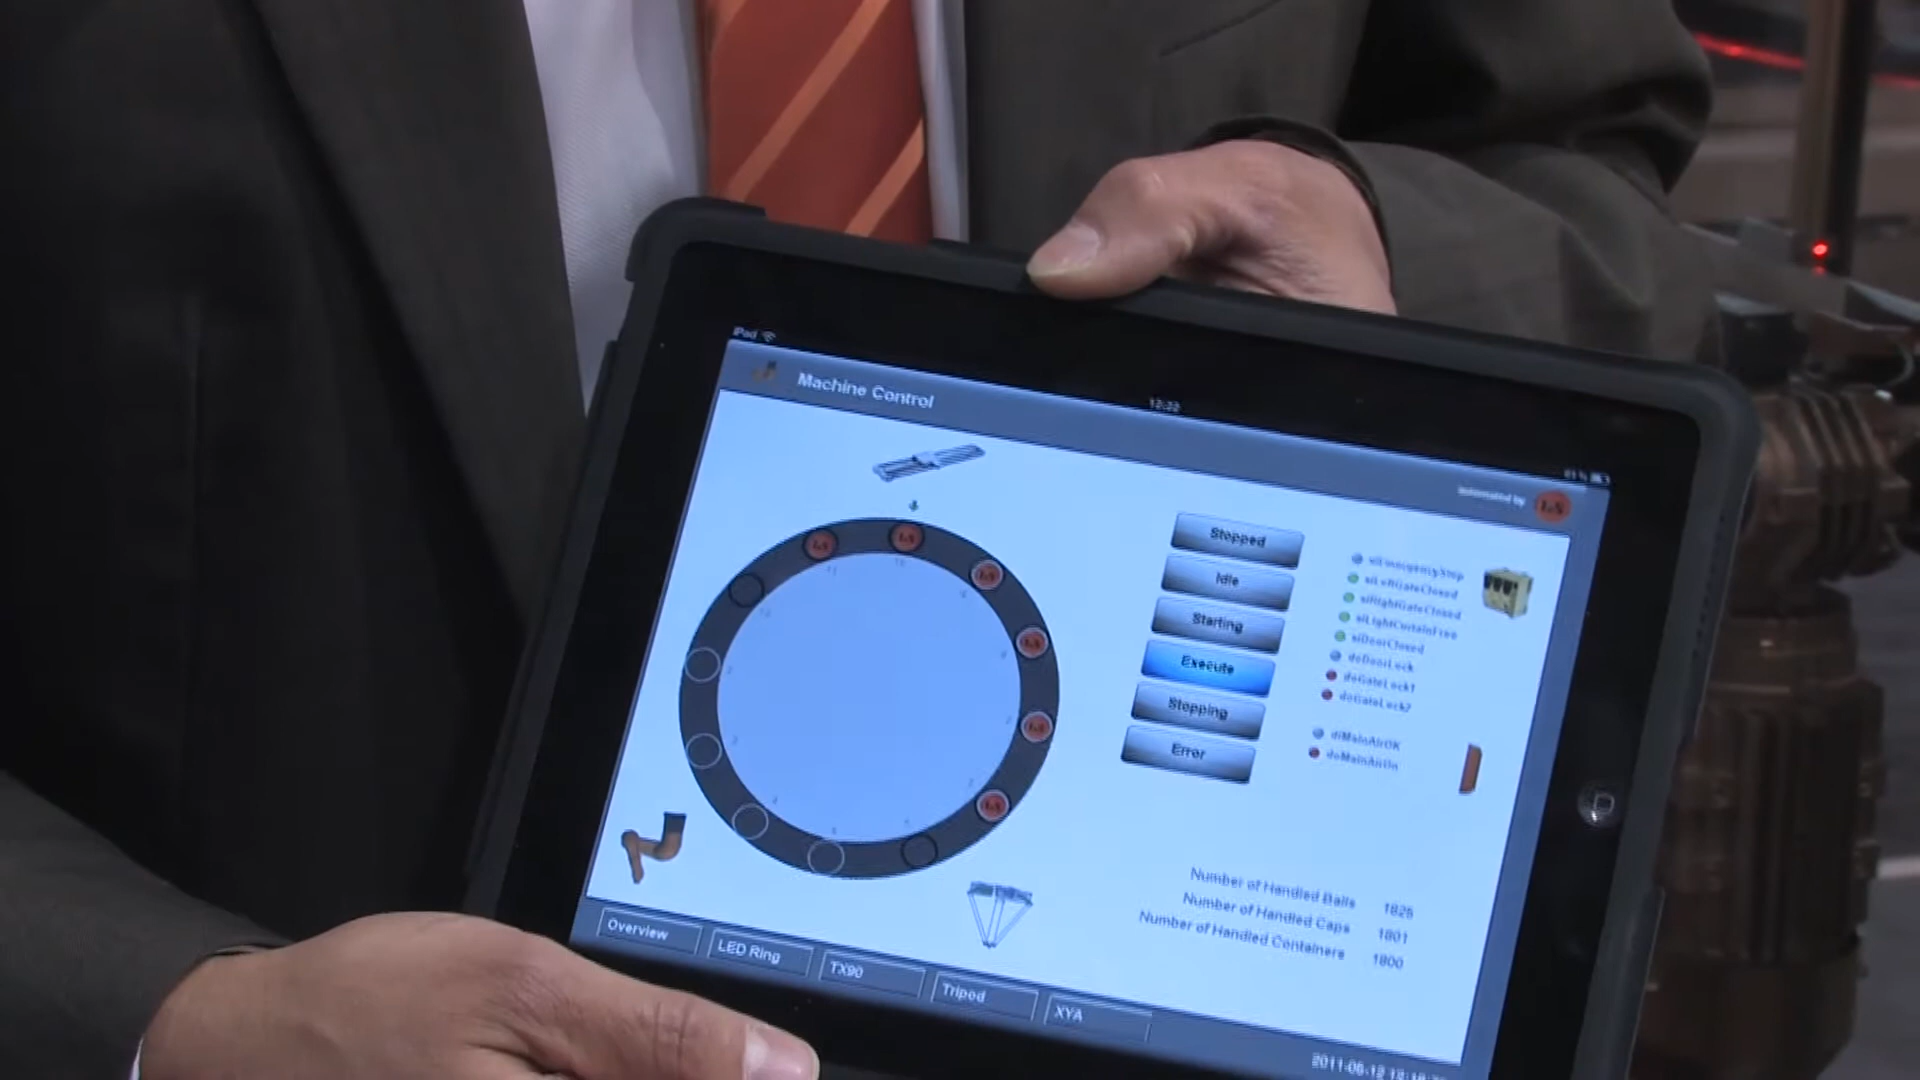 iPad
12:22
Machine Control
Automated by
Stopped
Idle
Starting
Execute
Stopping
Error
siEmergencyStop
siLeftGateClosed
siRightGateClosed
siLightCurtainFree
siDoorClosed
doDoorLock
doGateLock1
doGateLock2
diMainAirOK
doMainAirOn
Number of Handled Balls 1825
Number of Handled Caps 1801
Number of Handled Containers 1800
Overview
LED Ring
TX90
Tripod
XYA